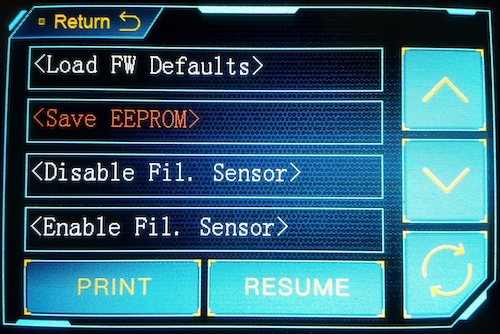 Return
<Load FW Defaults>
<Save EEPROM>
<Disable Fil. Sensor>
<Enable Fil. Sensor>
PRINT
RESUME